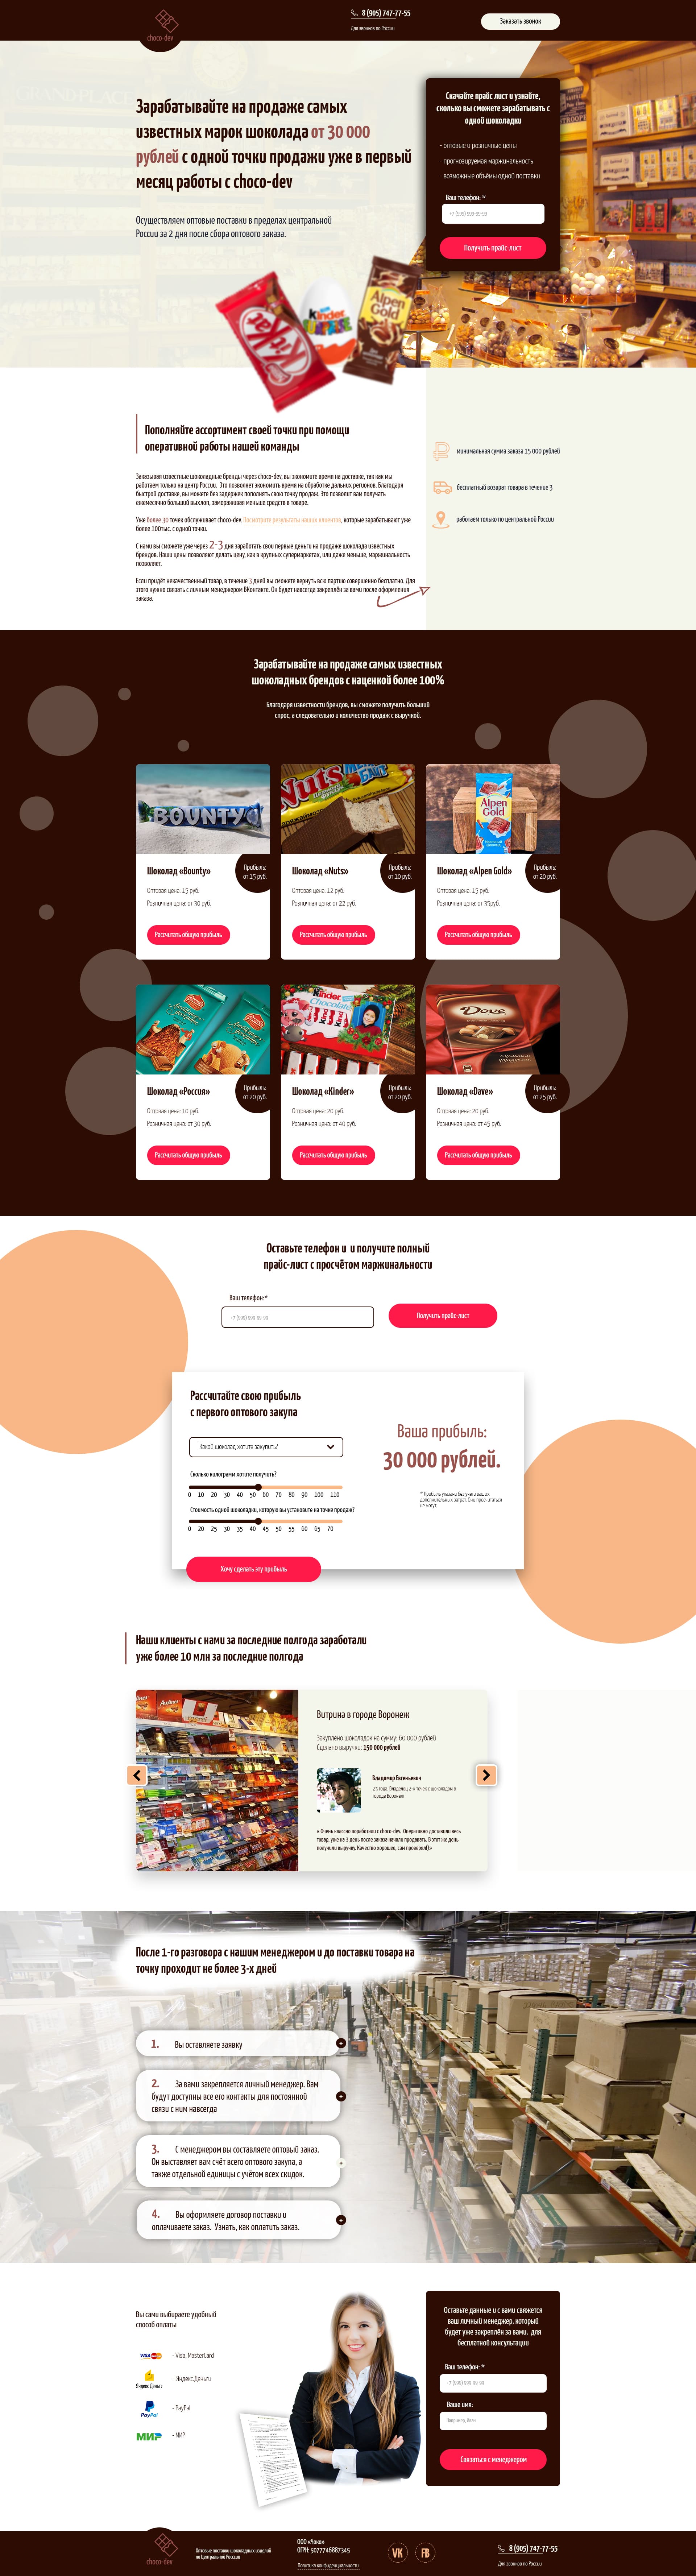 choco-dev
8 (905) 747-77-55
Для звонков по России
Заказать звонок
Зарабатывайте на продаже самых
известных марок шоколада от 30 000
рублей с одной точки продажи уже в первый
месяц работы с choco-dev
Осуществляем оптовые поставки в пределах центральной
России за 2 дня после сбора оптового заказа.
Скачайте прайс лист и узнайте,
сколько вы сможете зарабатывать с
одной шоколадки
- оптовые и розничные цены
- прогнозируемая маржинальность
- возможные объёмы одной поставки
Ваш телефон: *
+7 (999) 999-99-99
Получить прайс-лист
KitKat
kinder
Alpen
Gold
Пополняйте ассортимент своей точки при помощи
оперативной работы нашей команды
Заказывая известные шоколадные бренды через choco-dev, вы экономите время на доставке, так как мы
работаем только на центр России. Это позволяет экономить время на обработке дальних регионов. Благодаря
быстрой доставке, вы можете без задержек пополнять свою точку продаж. Это позволит вам получать
ежемесячно больший выхлоп, замораживая меньше средств в товаре.
Уже более 30 точек обслуживает choco-dev. Посмотрите результаты наших клиентов, которые зарабатывают уже
более 100тыс. с одной точки.
С нами вы сможете уже через 2-3 дня заработать свою первые деньги на продаже шоколада известных
брендов. Наши цены позволяют делать цену, как в крупных супермаркетах, или даже меньше, маржинальность
позволяет.
Если придёт некачественный товар, в течение 3 дней вы сможете вернуть всю партию совершенно бесплатно. Для
этого нужно связать с личным менеджером ВКонтакте. Он будет навсегда закреплён за вами после оформления
заказа.
минимальная сумма заказа 15 000 рублей
бесплатный возврат товара в течение 3
работаем только по центральной России
Зарабатывайте на продаже самых известных
шоколадных брендов с наценкой более 100%
Благодаря известности брендов, вы сможете получить больший
спрос, а следовательно и количество продаж с выручкой.
BOUNTY
Nuts
Alpen
Gold
Шоколад «Bounty»
Прибыль:
от 15 руб.
Оптовая цена: 15 руб.
Розничная цена: от 30 руб.
Рассчитать общую прибыль
Шоколад «Nuts»
Прибыль:
от 10 руб.
Оптовая цена: 12 руб.
Розничная цена: от 22 руб.
Рассчитать общую прибыль
Шоколад «Alpen Gold»
Прибыль:
от 20 руб.
Оптовая цена: 15 руб.
Розничная цена: от 35руб.
Рассчитать общую прибыль
Kinder
Chocolate
Dove
Шоколад «Россия»
Прибыль:
от 20 руб.
Оптовая цена: 10 руб.
Розничная цена: от 30 руб.
Рассчитать общую прибыль
Шоколад «Kinder»
Прибыль:
от 20 руб.
Оптовая цена: 20 руб.
Розничная цена: от 40 руб.
Рассчитать общую прибыль
Шоколад «Dave»
Прибыль:
от 25 руб.
Оптовая цена: 20 руб.
Розничная цена: от 45 руб.
Рассчитать общую прибыль
Оставьте телефон и и получите полный
прайс-лист с просчётом маржинальности
Ваш телефон:*
+7 (999) 999-99-99
Получить прайс-лист
Рассчитайте свою прибыль
с первого оптового закупа
Какой шоколад хотите закупить?
Сколько килограмм хотите получить?
0 10 20 30 40 50 60 70 80 90 100 110
Стоимость одной шоколадки, которую вы установите на точке продаж?
0 20 25 30 35 40 45 50 55 60 65 70
Хочу сделать эту прибыль
Ваша прибыль:
30 000 рублей.
* Прибыль указана без учёта ваших
дополнительных затрат. Они просчитаться
не могут.
Наши клиенты с нами за последние полгода заработали
уже более 10 млн за последние полгода
Витрина в городе Воронеж
Закуплено шоколадок на сумму: 60 000 рублей
Сделано выручки: 150 000 рублей
Владимир Евгеньевич
23 года. Владелец 2-х точек с шоколадом в
городе Воронеж
« Очень классно поработали с choco-dev. Оперативно доставили весь
товар, уже на 3 день после заказа начали продавать. В этот же день
получили выручку. Качество хорошее, сам проверял!)»
После 1-го разговора с нашим менеджером и до поставки товара на
точку проходит не более 3-х дней
1. Вы оставляете заявку
2. За вами закрепляется личный менеджер. Вам
будут доступны все его контакты для постоянной
связи с ним навсегда
3. С менеджером вы составляете оптовый заказ.
Он выставляет вам счёт всего оптового закупа, а
также отдельной единицы с учётом всех скидок.
4. Вы оформляете договор поставки и
оплачиваете заказ. Узнать, как оплатить заказ.
Вы сами выбираете удобный
способ оплаты
VISA
- Visa, MasterCard
Яндекс Деньги
- Яндекс.Деньги
PayPal
- PayPal
МИР
- МИР
Оставьте данные и с вами свяжется
ваш личный менеджер, который
будет уже закреплён за вами, для
бесплатной консультации
Ваш телефон: *
+7 (999) 999-99-99
Ваше имя:
Например, Иван
Связаться с менеджером
choco-dev
Оптовые поставки шоколадных изделий
по Центральной Росссии
ООО «Чоко»
ОГРН: 5077746887345
Политика конфиденциальности
VK
FB
8 (905) 747-77-55
Для звонков по России